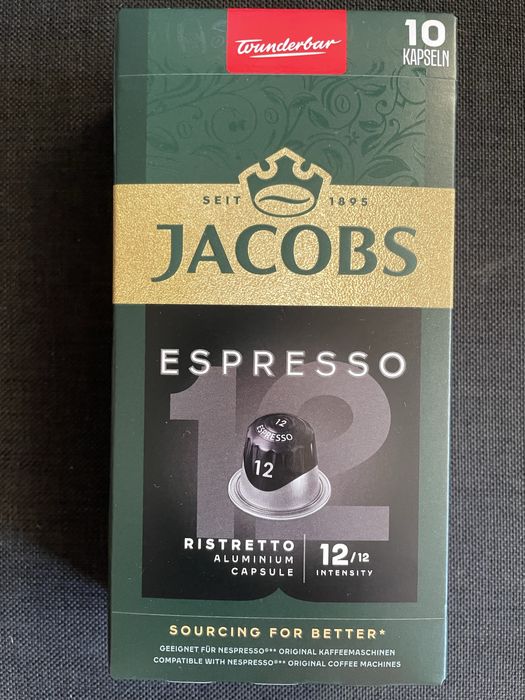 Wunderbar
10
KAPSELN
SEIT 1895
JACOBS
ESPRESSO
12
12
ESPRESSO
12
RISTRETTO
ALUMINIUM
CAPSULE
12/12
INTENSITY
SOURCING FOR BETTER*
GEEIGNET FÜR NESPRESSO®** ORIGINAL KAFFEEMASCHINEN
COMPATIBLE WITH NESPRESSO®** ORIGINAL COFFEE MACHINES